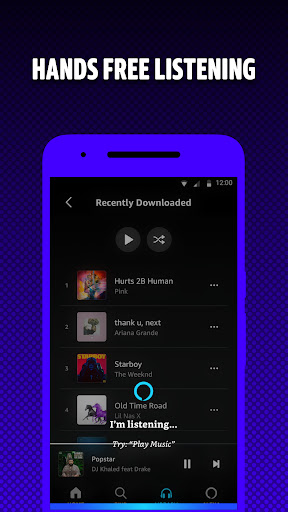 HANDS FREE LISTENING
12:00
Recently Downloaded
1
Hurts 2B Human
Pink
2
thank u, next
Ariana Grande
3
STARBOY
Starboy
The Weeknd
4
Old Time Road
Lil Nas X
I'm listening...
Try: "Play Music"
Popstar
DJ Khaled feat Drake